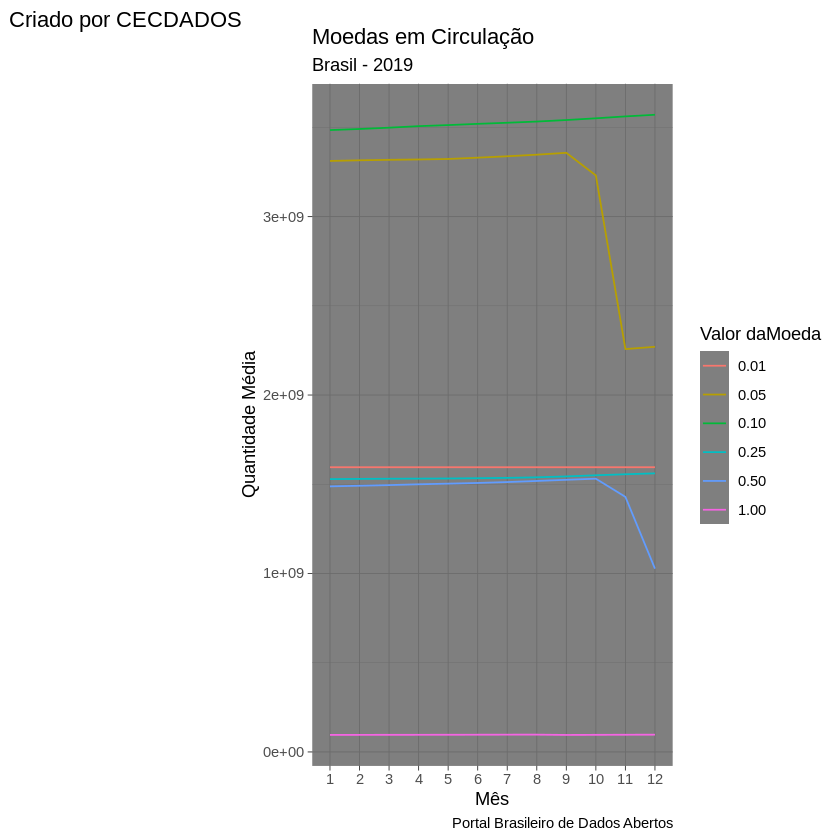 Criado por CECDADOS
Moedas em Circulação
Brasil - 2019
Quantidade Média
3e+09
2e+09
1e+09
0e+00
1 2 3 4 5 6 7 8 9 10 11 12
Mês
Portal Brasileiro de Dados Abertos
Valor daMoeda
0.01
0.05
0.10
0.25
0.50
1.00